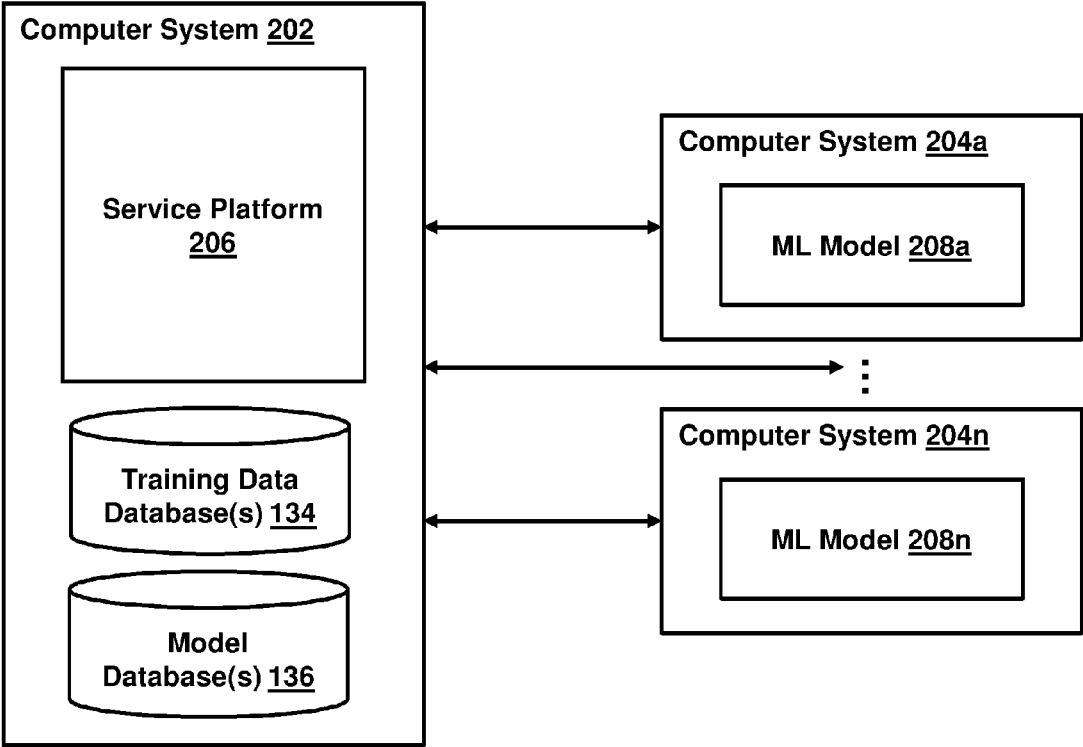 Computer System 202
Service Platform
206
Training Data
Database(s) 134
Model
Database(s) 136
Computer System 204a
ML Model 208a
Computer System 204n
ML Model 208n